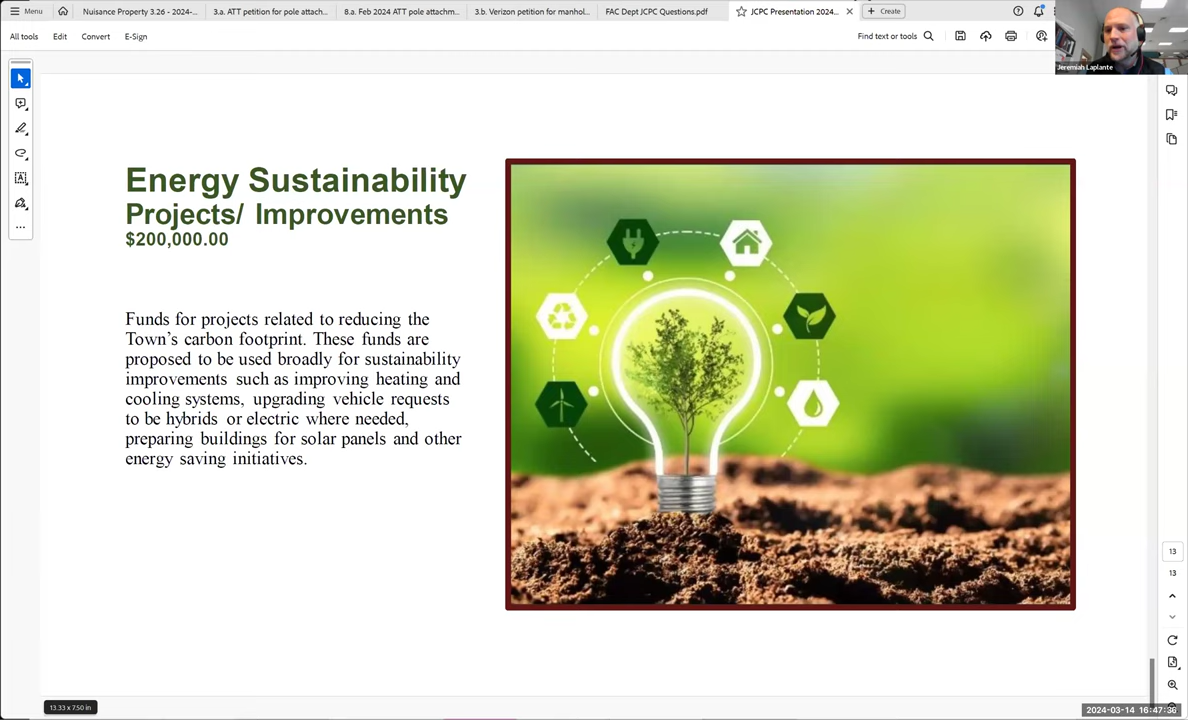 Menu
Nuisance Property 3.26 - 2024-...
3.a. ATT petition for pole attach...
8.a. Feb 2024 ATT pole attachm...
3.b. Verizon petition for manhol...
FAC Dept JCPC Questions.pdf
JCPC Presentation 2024...
Create
All tools
Edit
Convert
E-Sign
Find text or tools
Jeremiah Laplante
Energy Sustainability
Projects/ Improvements
$200,000.00
Funds for projects related to reducing the
Town's carbon footprint. These funds are
proposed to be used broadly for sustainability
improvements such as improving heating and
cooling systems, upgrading vehicle requests
to be hybrids or electric where needed,
preparing buildings for solar panels and other
energy saving initiatives.
13
13
13.33 x 7.50 in
2024-03-14 16:47:36